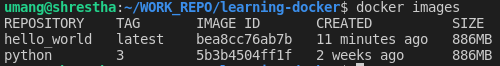 umang@shrestha:~/WORK_REPO/learning-docker$ docker images
REPOSITORY    TAG       IMAGE ID       CREATED          SIZE
hello_world   latest    bea8cc76ab7b   11 minutes ago   886MB
python        3         5b3b4504ff1f   2 weeks ago      886MB